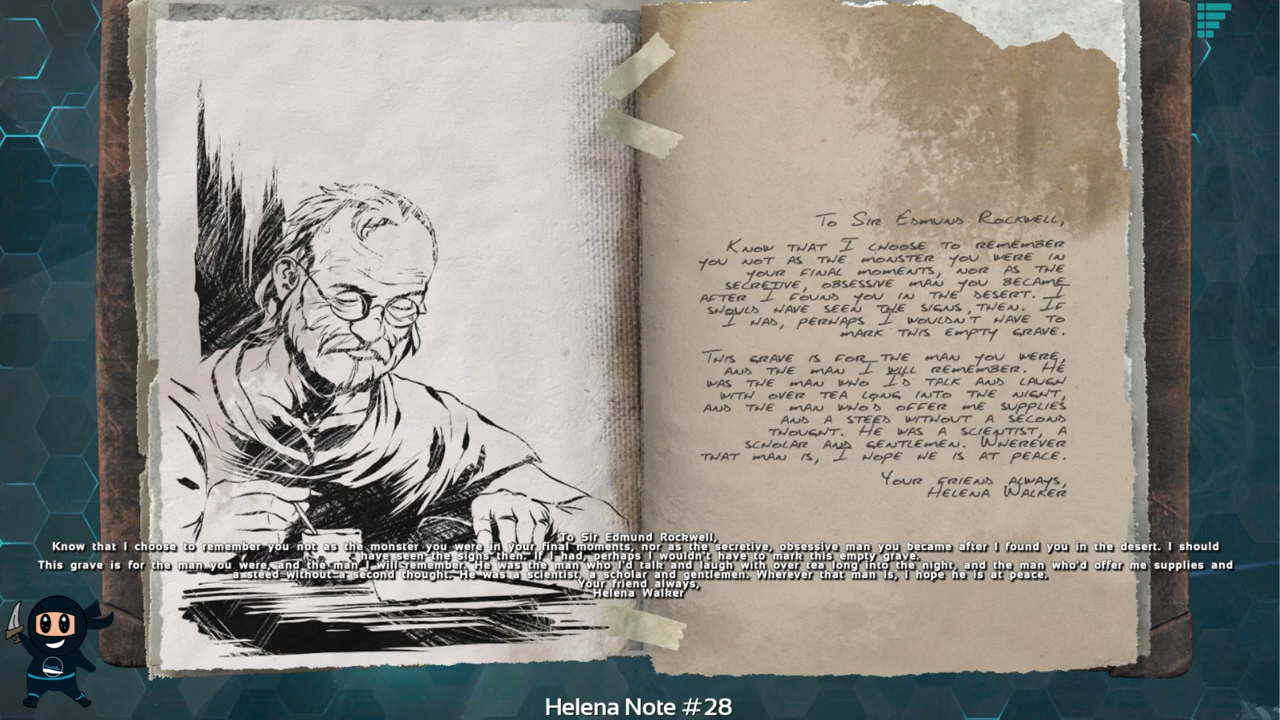 To Sir Edmund Rockwell,
Know that I choose to remember
you not as the monster you were in
your final moments, nor as the
secretive, obsessive man you became
after I found you in the desert. I
should have seen the signs, then. If
I had, perhaps I wouldn't have to
mark this empty grave.
This grave is for the man you were,
and the man I will remember. He
was the man who I'd talk and laugh
with over tea long into the night,
and the man who'd offer me supplies
and a steed without a second
thought. He was a scientist, a
scholar and gentlemen. Wherever
that man is, I hope he is at peace.
Your friend always,
Helena Walker
To Sir Edmund Rockwell,
Know that I choose to remember you not as the monster you were in your final moments, nor as the secretive, obsessive man you became after I found you in the desert. I should
have seen the signs then. If I had, perhaps I wouldn't have to mark this empty grave.
This grave is for the man you were, and the man I will remember. He was the man who I'd talk and laugh with over tea long into the night, and the man who'd offer me supplies and
a steed without a second thought. He was a scientist, a scholar and gentlemen. Wherever that man is, I hope he is at peace.
Your friend always,
Helena Walker
Helena Note #28